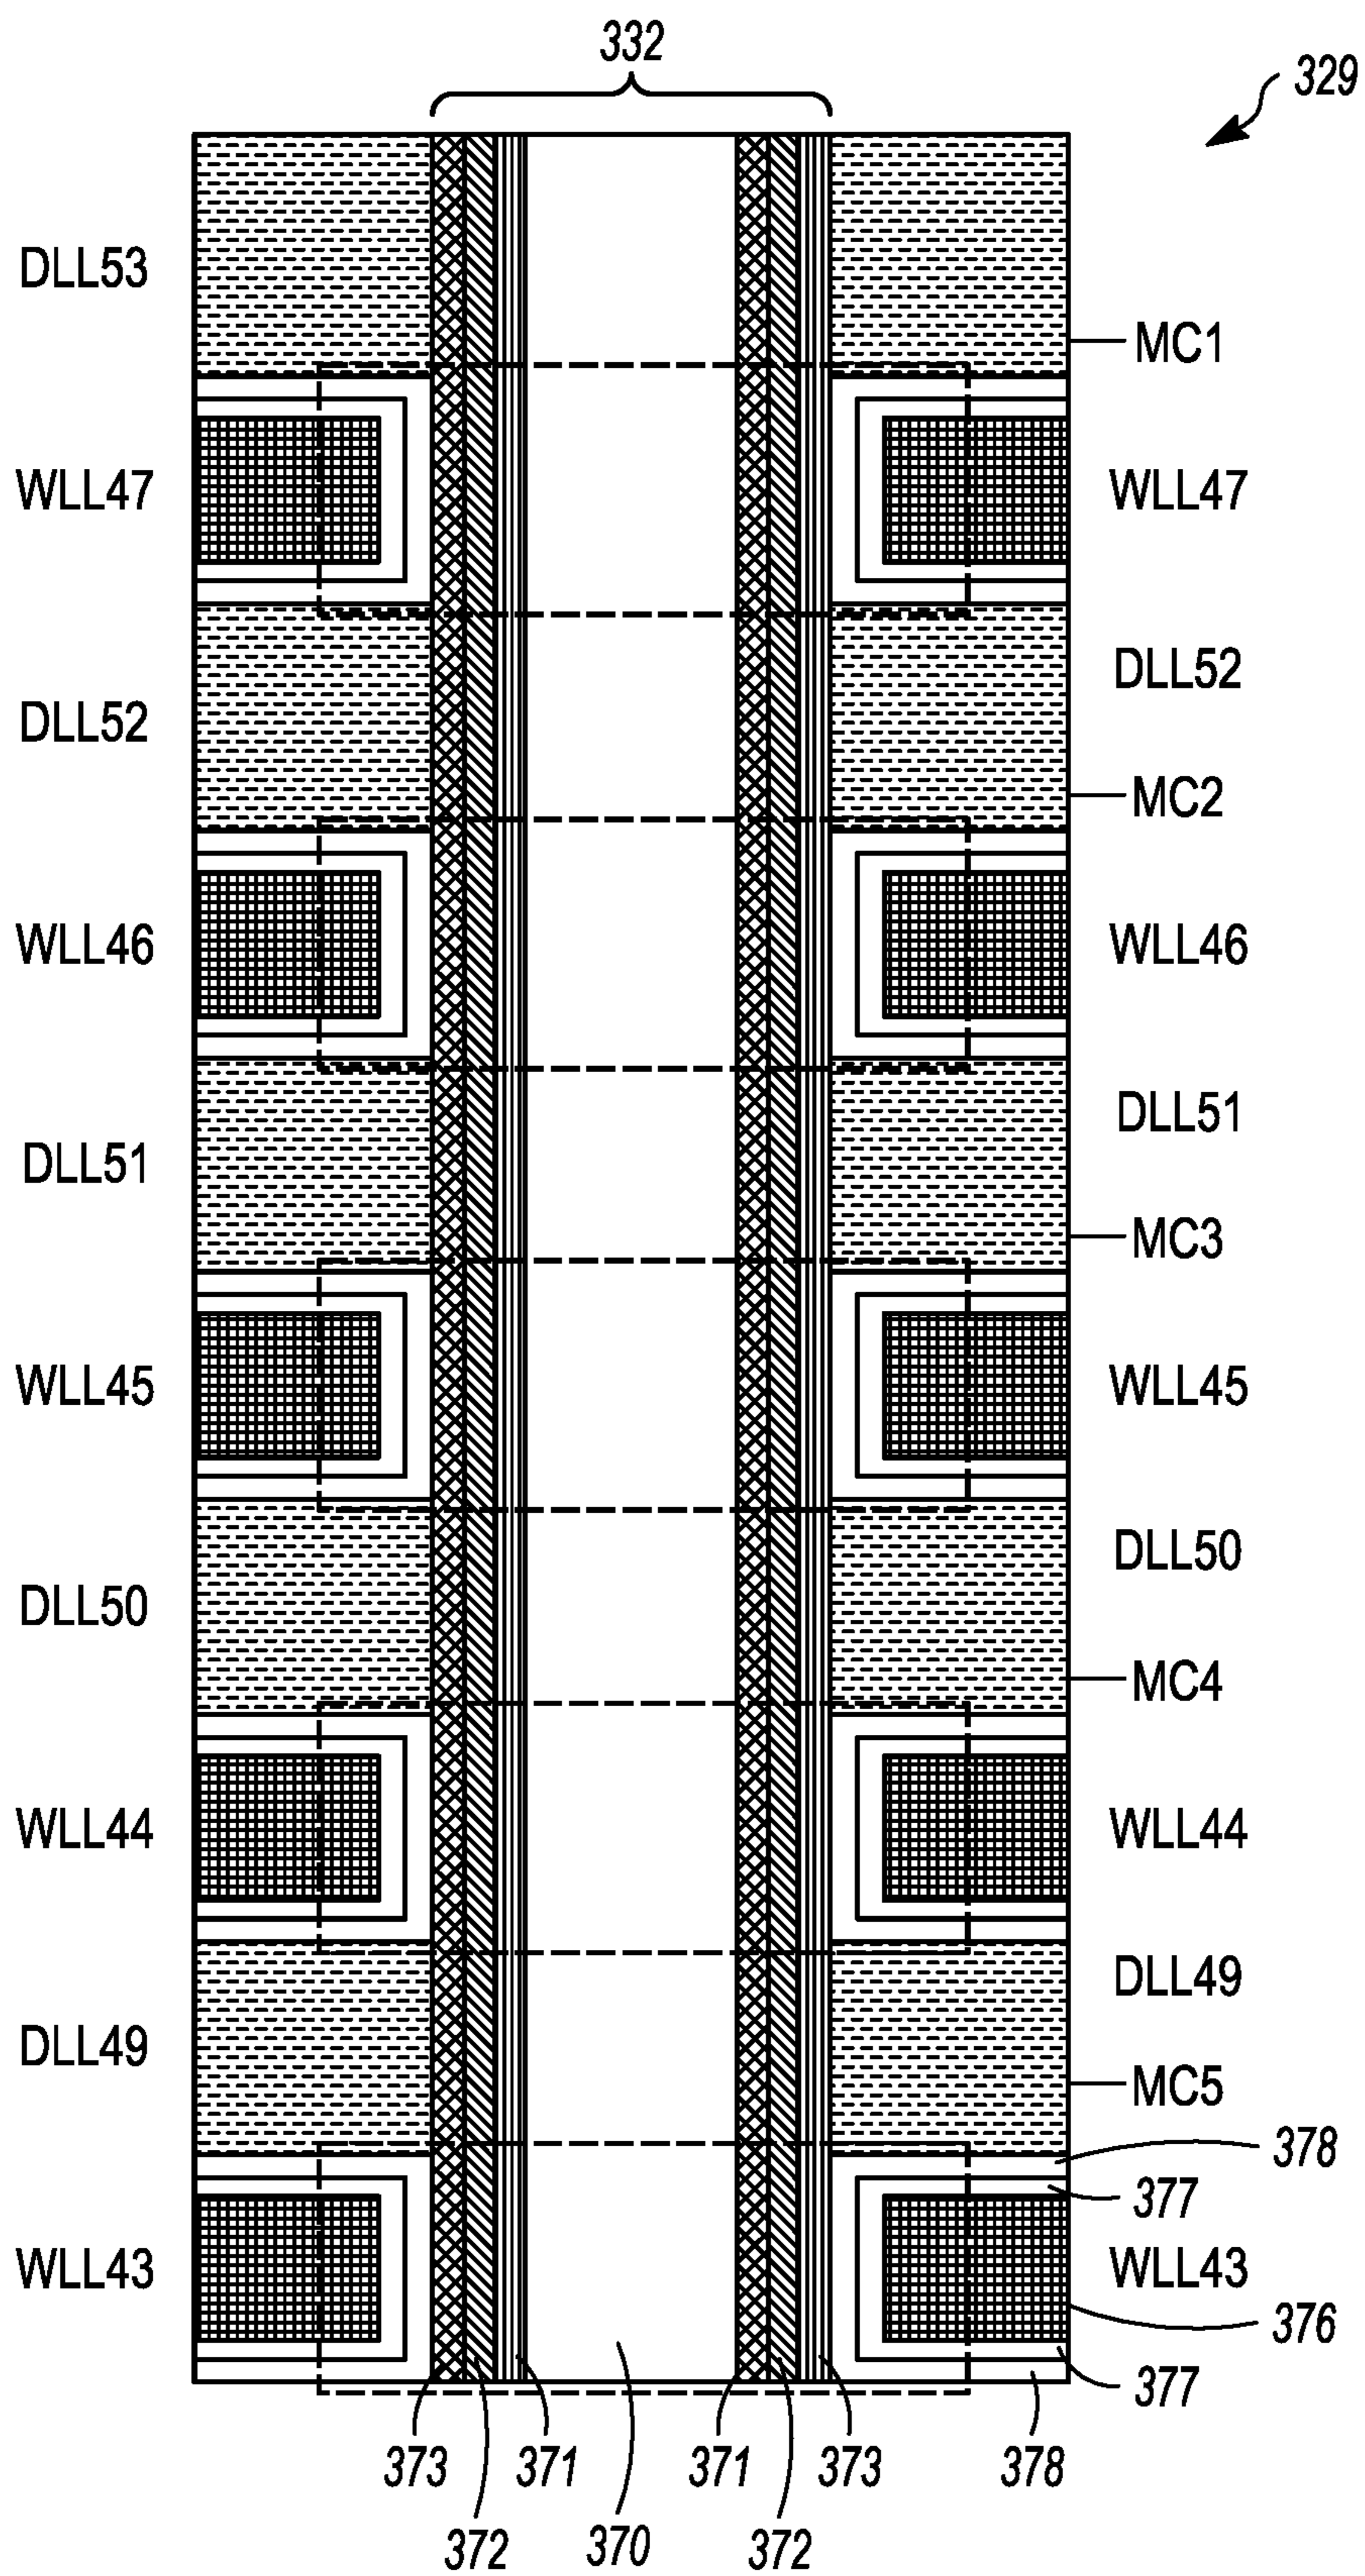 332
329
DLL53
MC1
WLL47 WLL47
DLL52
DLL52
MC2
WLL46 WLL46
DLL51
DLL51
MC3
WLL45 WLL45
DLL50
DLL50
MC4
WLL44 WLL44
DLL49
DLL49
MC5
378
377
WLL43 WLL43
376
377
373 371 371 373 378
372 370 372